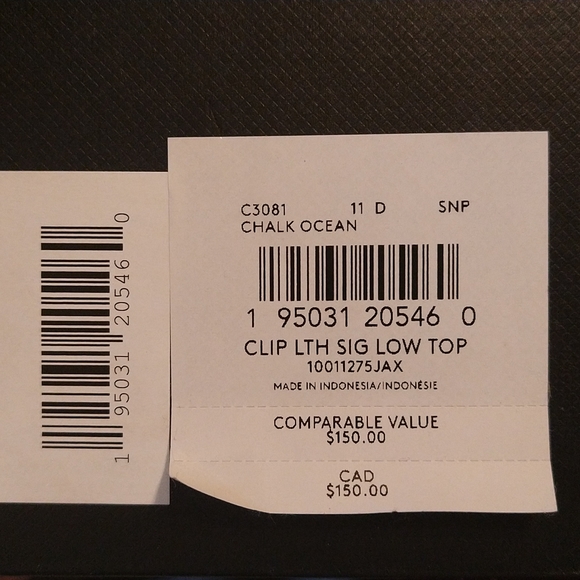 1 95031 20546 0
C3081 11 D SNP
CHALK OCEAN
1 95031 20546 0
CLIP LTH SIG LOW TOP
10011275JAX
MADE IN INDONESIA/INDONÉSIE
COMPARABLE VALUE
$150.00
CAD
$150.00